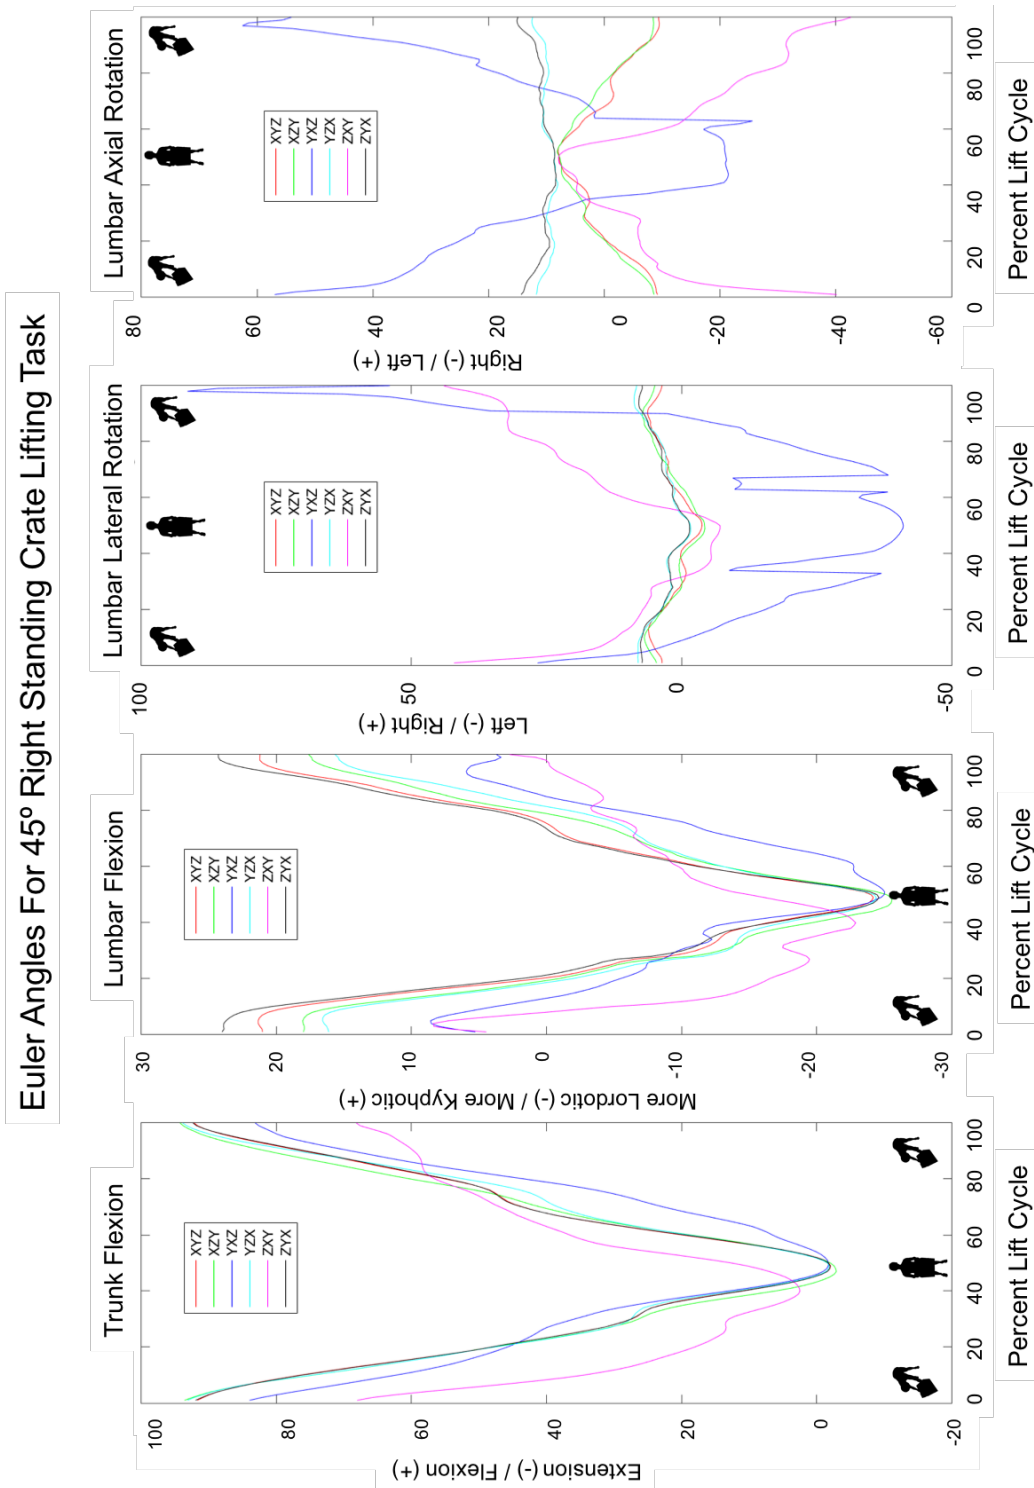 Euler Angles For 45º Right Standing Crate Lifting Task
Trunk Flexion
XYZ
XZY
YXZ
YZX
ZXY
ZYX
100
80
60
40
20
0
-20
Extension (-) / Flexion (+)
0 20 40 60 80 100
Percent Lift Cycle
Lumbar Flexion
XYZ
XZY
YXZ
YZX
ZXY
ZYX
30
20
10
0
-10
-20
-30
More Lordotic (-) / More Kyphotic (+)
0 20 40 60 80 100
Percent Lift Cycle
Lumbar Lateral Rotation
XYZ
XZY
YXZ
YZX
ZXY
ZYX
100
50
0
-50
Left (-) / Right (+)
0 20 40 60 80 100
Percent Lift Cycle
Lumbar Axial Rotation
XYZ
XZY
YXZ
YZX
ZXY
ZYX
80
60
40
20
0
-20
-40
-60
Right (-) / Left (+)
0 20 40 60 80 100
Percent Lift Cycle